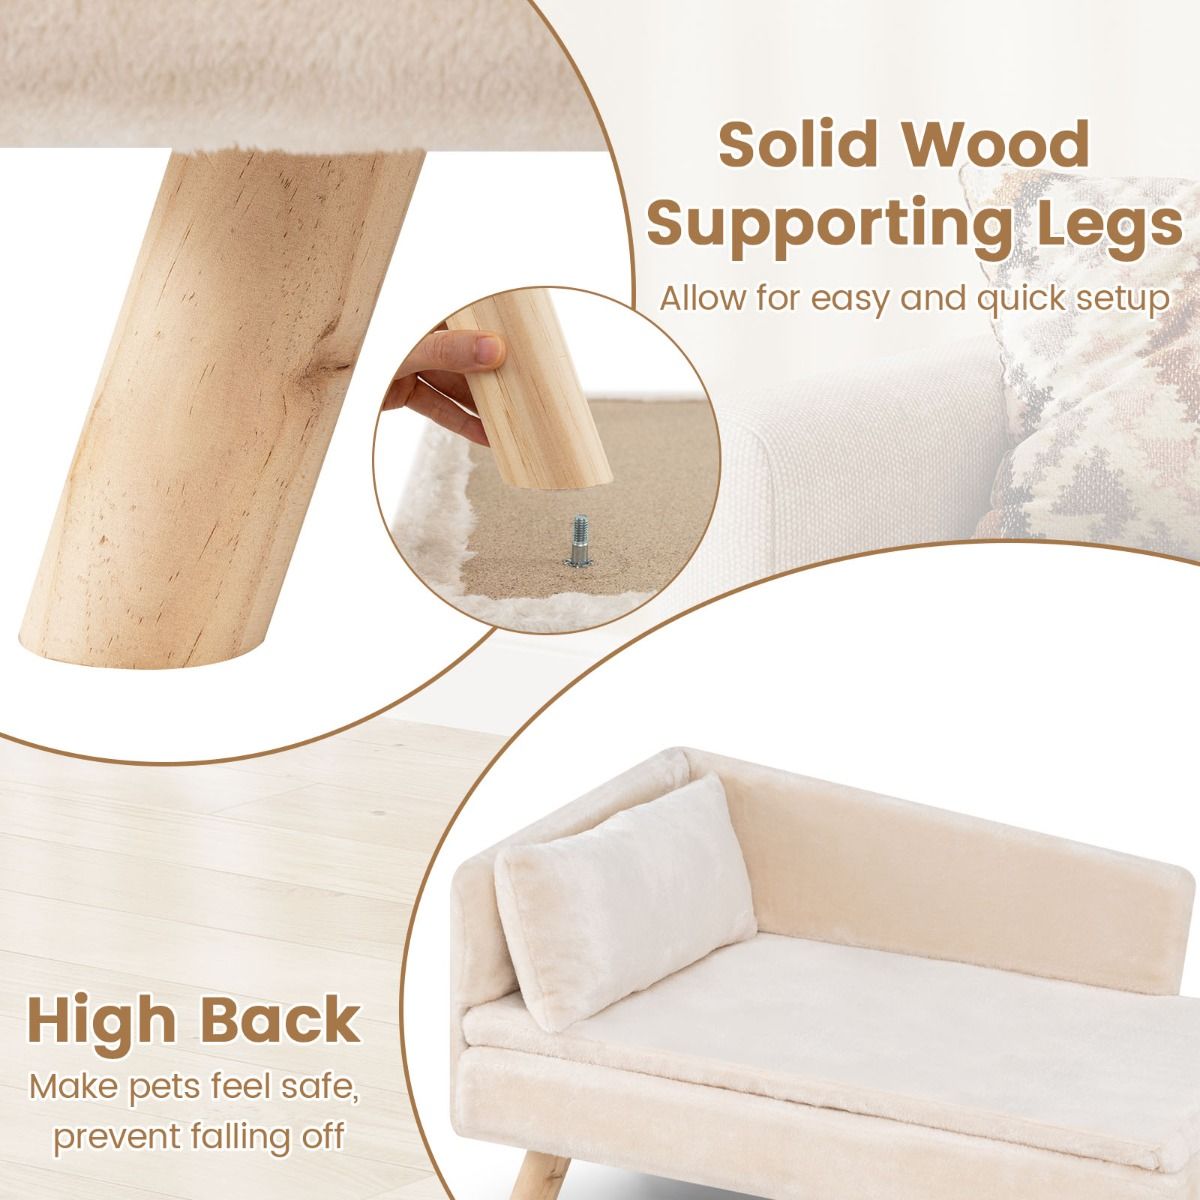 Solid Wood
Supporting Legs
Allow for easy and quick setup
High Back
Make pets feel safe,
prevent falling off